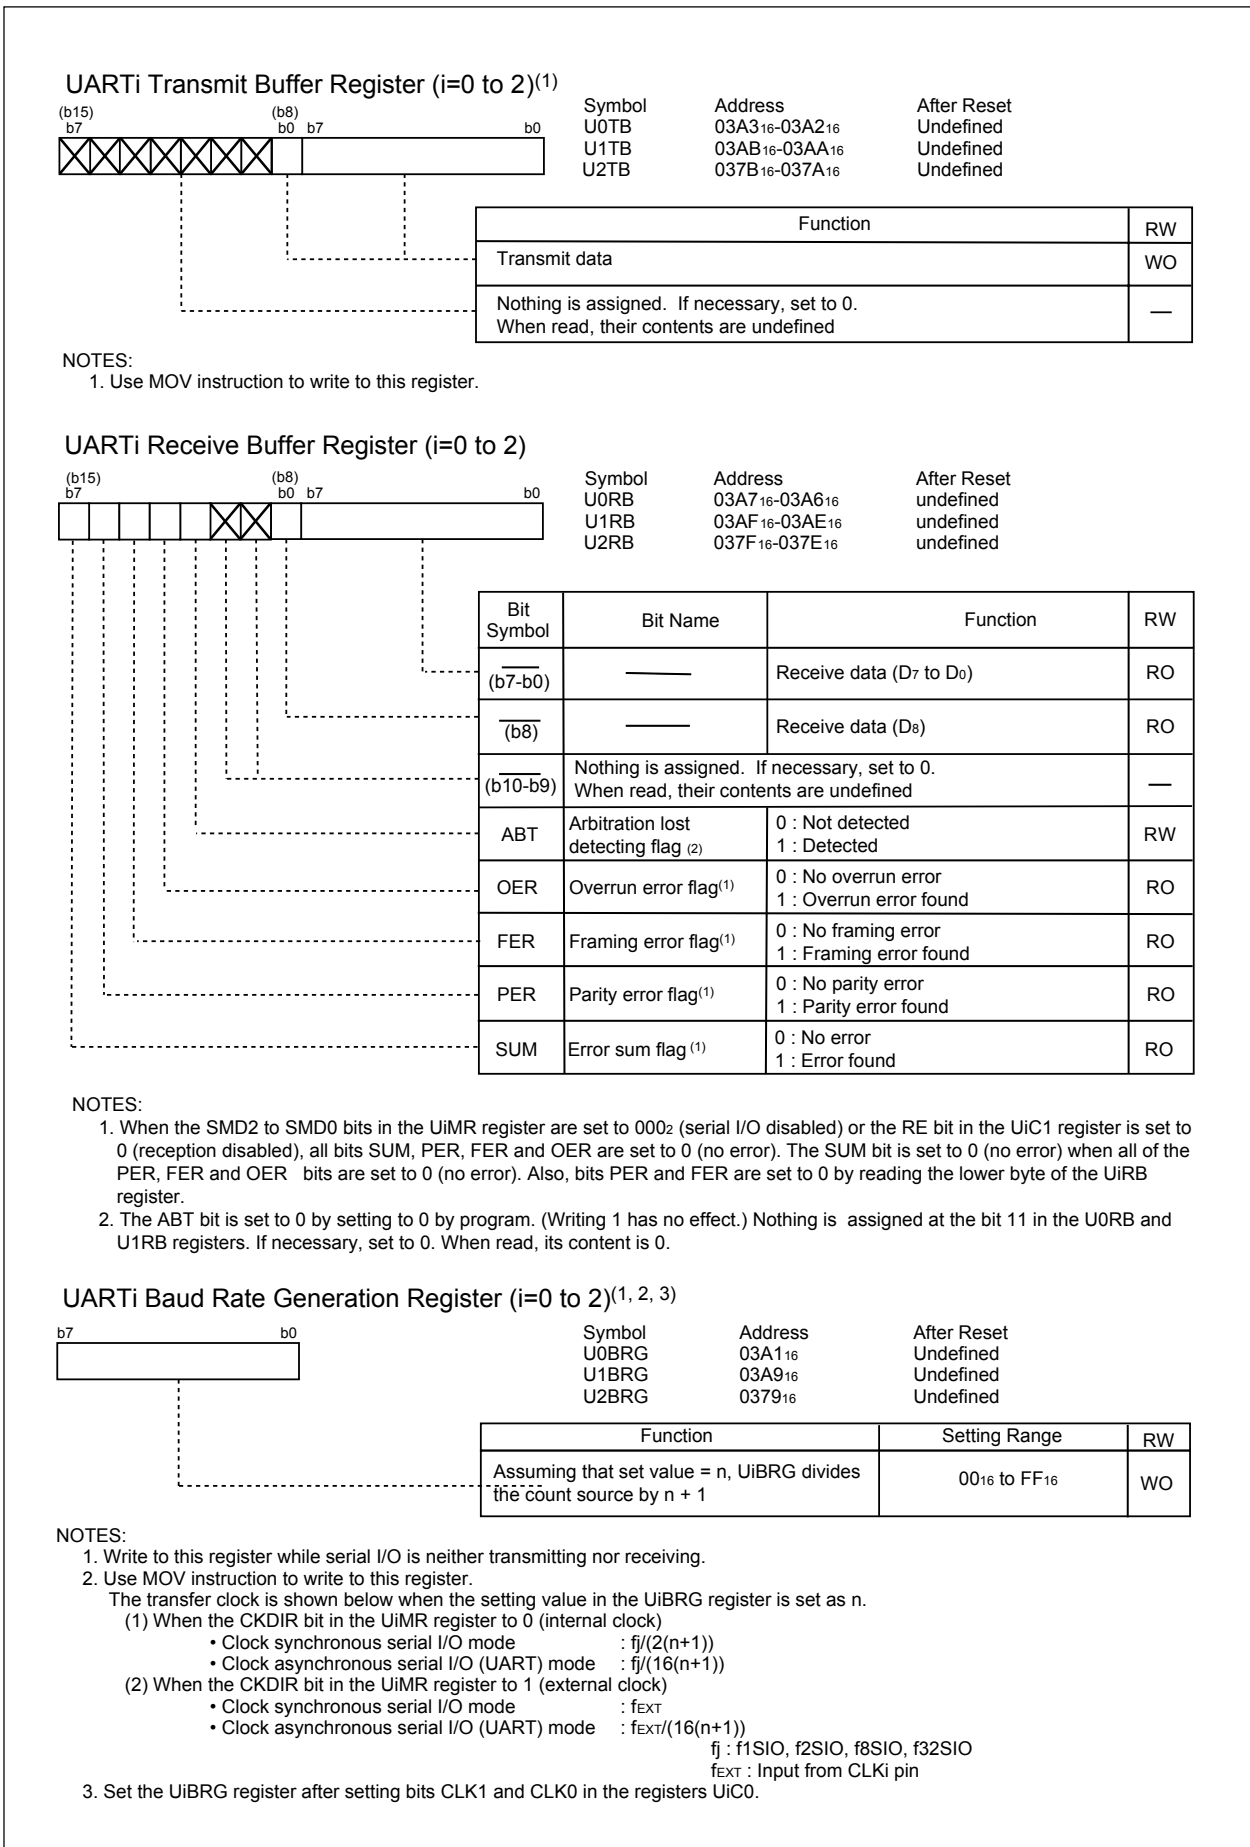 UARTi Transmit Buffer Register (i=0 to 2)(1)
(b15) (b8)
b7 b0 b7 b0
Symbol Address After Reset
U0TB 03A316-03A216 Undefined
U1TB 03AB16-03AA16 Undefined
U2TB 037B16-037A16 Undefined
Function RW
Transmit data WO
Nothing is assigned. If necessary, set to 0.
When read, their contents are undefined —
NOTES:
1. Use MOV instruction to write to this register.
UARTi Receive Buffer Register (i=0 to 2)
(b15) (b8)
b7 b0 b7 b0
Symbol Address After Reset
U0RB 03A716-03A616 undefined
U1RB 03AF16-03AE16 undefined
U2RB 037F16-037E16 undefined
Bit Symbol Bit Name Function RW
— (b7-b0) — Receive data (D7 to D0) RO
— (b8) — Receive data (D8) RO
— (b10-b9) Nothing is assigned. If necessary, set to 0.
When read, their contents are undefined —
ABT Arbitration lost detecting flag (2) 0 : Not detected
1 : Detected RW
OER Overrun error flag(1) 0 : No overrun error
1 : Overrun error found RO
FER Framing error flag(1) 0 : No framing error
1 : Framing error found RO
PER Parity error flag(1) 0 : No parity error
1 : Parity error found RO
SUM Error sum flag (1) 0 : No error
1 : Error found RO
NOTES:
1. When the SMD2 to SMD0 bits in the UiMR register are set to 0002 (serial I/O disabled) or the RE bit in the UiC1 register is set to
0 (reception disabled), all bits SUM, PER, FER and OER are set to 0 (no error). The SUM bit is set to 0 (no error) when all of the
PER, FER and OER bits are set to 0 (no error). Also, bits PER and FER are set to 0 by reading the lower byte of the UiRB
register.
2. The ABT bit is set to 0 by setting to 0 by program. (Writing 1 has no effect.) Nothing is assigned at the bit 11 in the U0RB and
U1RB registers. If necessary, set to 0. When read, its content is 0.
UARTi Baud Rate Generation Register (i=0 to 2)(1, 2, 3)
b7 b0
Symbol Address After Reset
U0BRG 03A116 Undefined
U1BRG 03A916 Undefined
U2BRG 037916 Undefined
Function Setting Range RW
Assuming that set value = n, UiBRG divides
the count source by n + 1 0016 to FF16 WO
NOTES:
1. Write to this register while serial I/O is neither transmitting nor receiving.
2. Use MOV instruction to write to this register.
The transfer clock is shown below when the setting value in the UiBRG register is set as n.
(1) When the CKDIR bit in the UiMR register to 0 (internal clock)
• Clock synchronous serial I/O mode : fj/(2(n+1))
• Clock asynchronous serial I/O (UART) mode : fj/(16(n+1))
(2) When the CKDIR bit in the UiMR register to 1 (external clock)
• Clock synchronous serial I/O mode : fEXT
• Clock asynchronous serial I/O (UART) mode : fEXT/(16(n+1))
fj : f1SIO, f2SIO, f8SIO, f32SIO
fEXT : Input from CLKi pin
3. Set the UiBRG register after setting bits CLK1 and CLK0 in the registers UiC0.